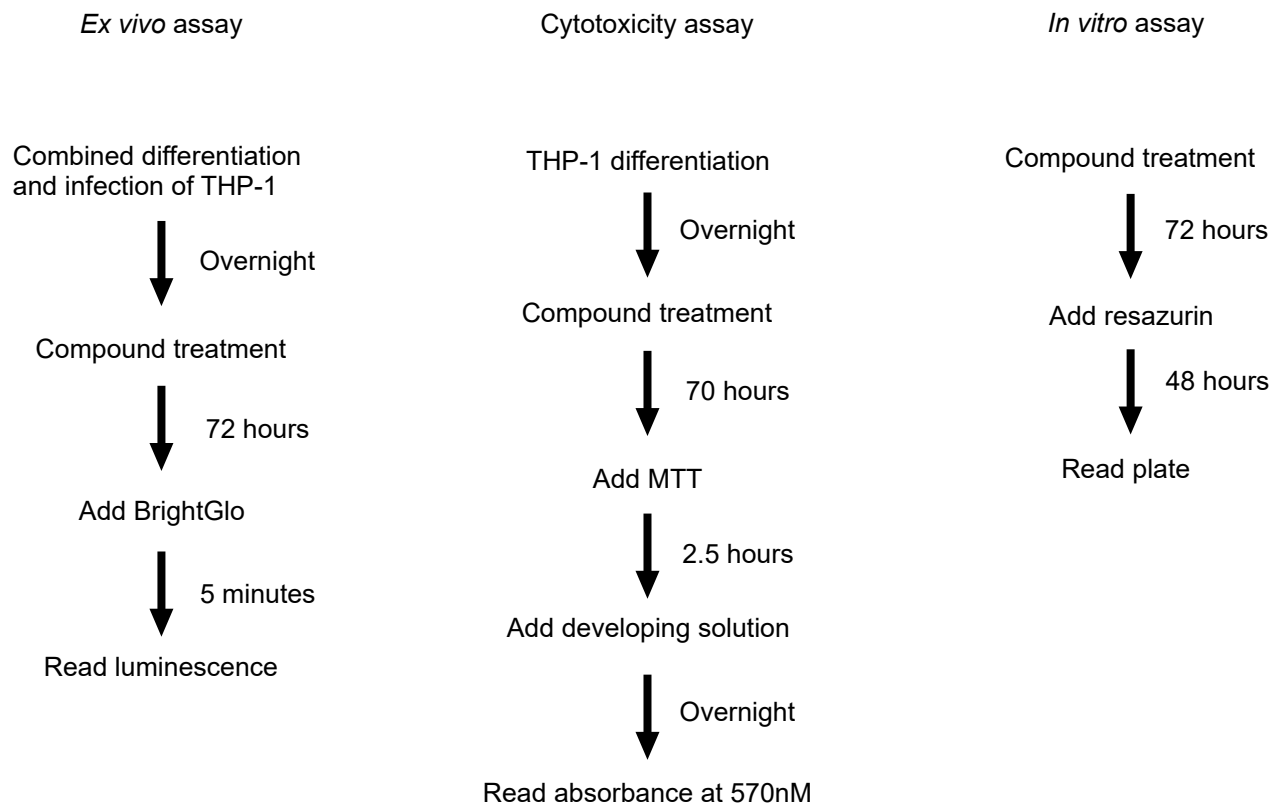 Ex vivo assay
Combined differentiation
and infection of THP-1
Overnight
Compound treatment
72 hours
Add BrightGlo
5 minutes
Read luminescence
Cytotoxicity assay
THP-1 differentiation
Overnight
Compound treatment
70 hours
Add MTT
2.5 hours
Add developing solution
Overnight
Read absorbance at 570nM
In vitro assay
Compound treatment
72 hours
Add resazurin
48 hours
Read plate